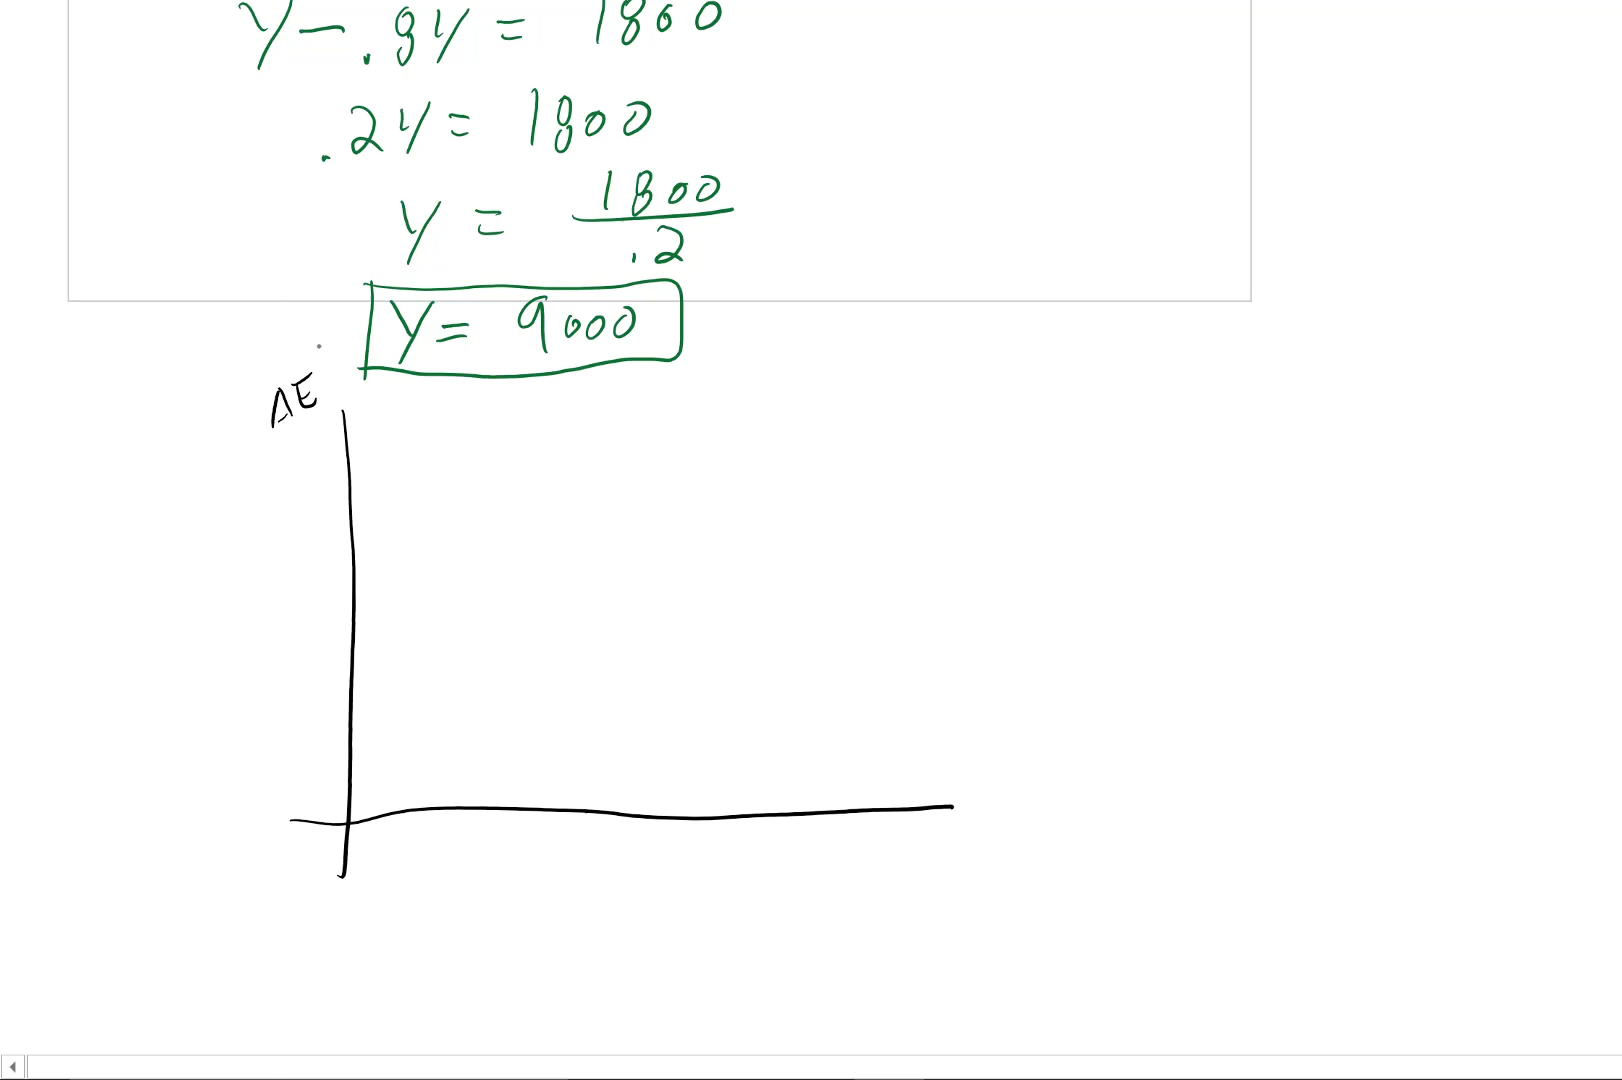 Y - .8Y = 1800
.2Y = 1800
Y = 1800 / .2
Y = 9000
AE